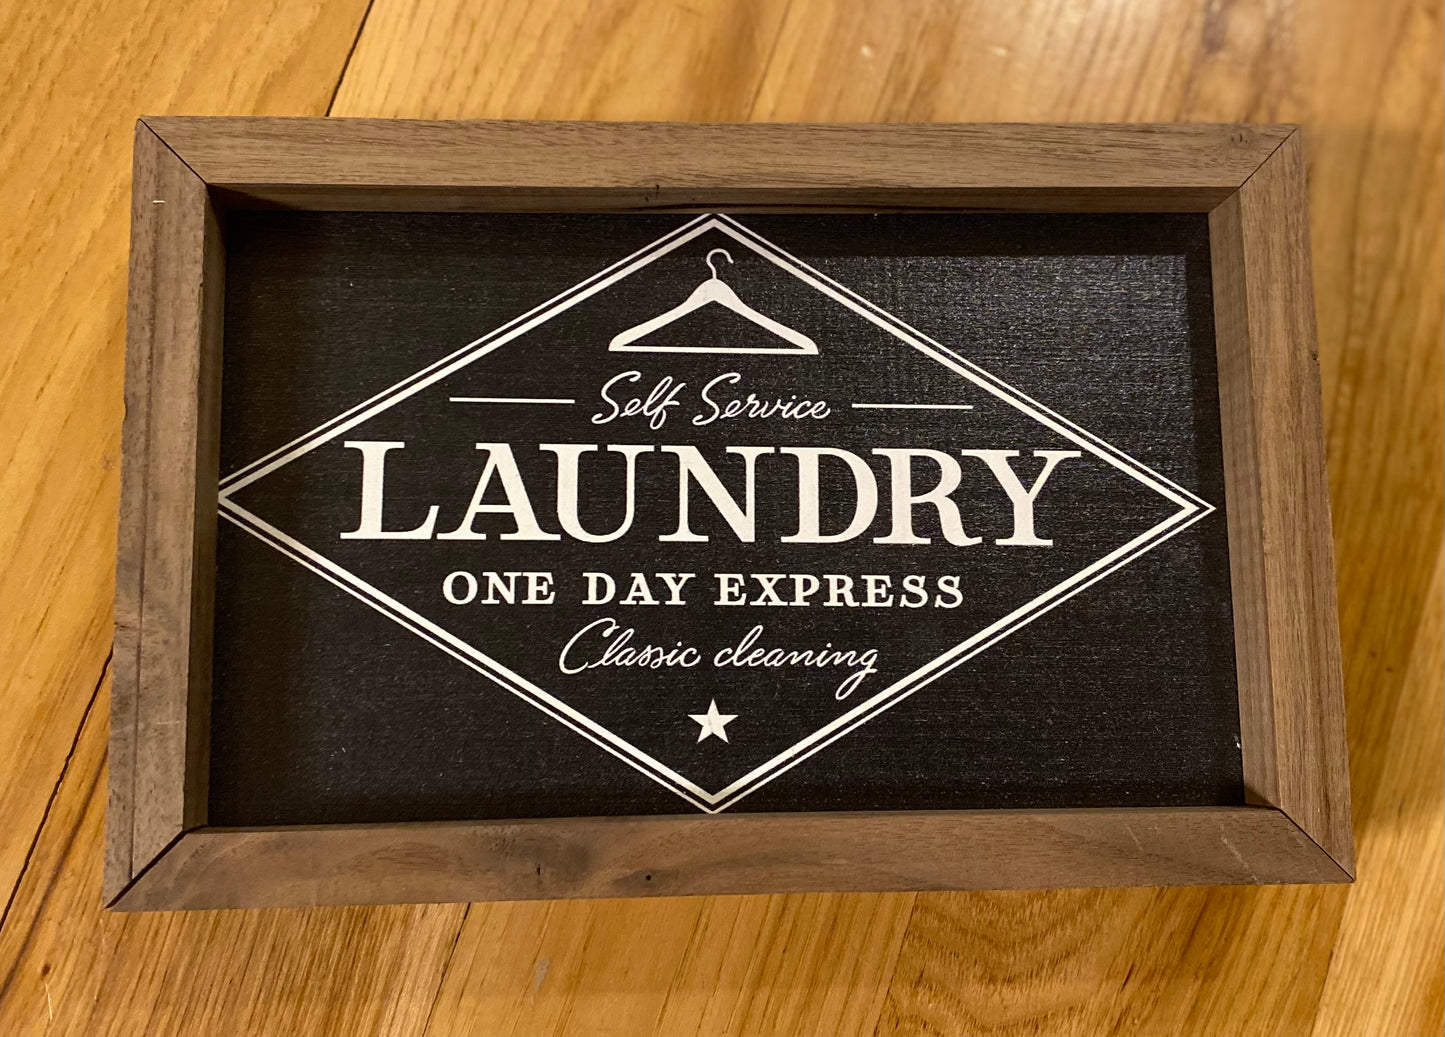 Self Service
LAUNDRY
ONE DAY EXPRESS
Classic cleaning